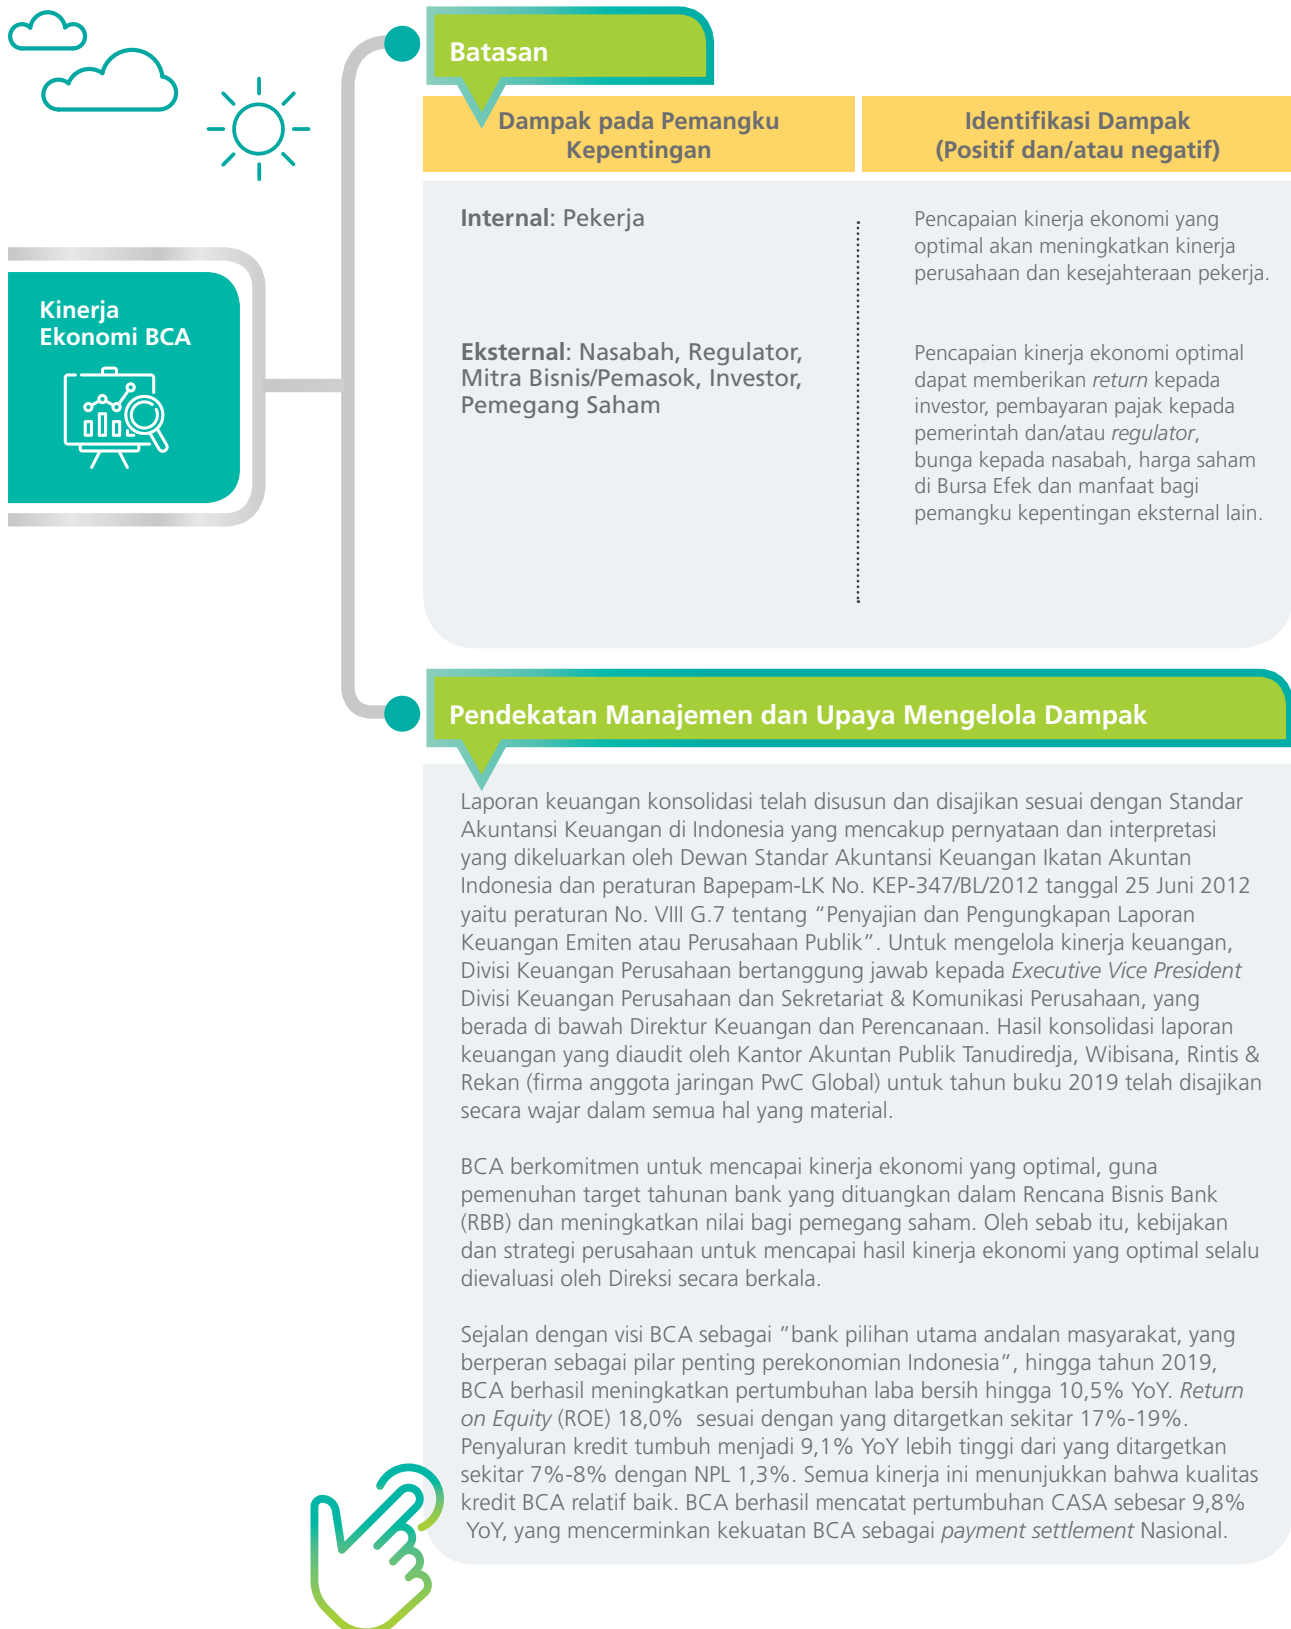 Batasan
Dampak pada Pemangku
Kepentingan
Identifikasi Dampak
(Positif dan/atau negatif)
Kinerja
Ekonomi BCA
Internal: Pekerja
Pencapaian kinerja ekonomi yang
optimal akan meningkatkan kinerja
perusahaan dan kesejahteraan pekerja.
Eksternal: Nasabah, Regulator,
Mitra Bisnis/Pemasok, Investor,
Pemegang Saham
Pencapaian kinerja ekonomi optimal
dapat memberikan return kepada
investor, pembayaran pajak kepada
pemerintah dan/atau regulator,
bunga kepada nasabah, harga saham
di Bursa Efek dan manfaat bagi
pemangku kepentingan eksternal lain.
Pendekatan Manajemen dan Upaya Mengelola Dampak
Laporan keuangan konsolidasi telah disusun dan disajikan sesuai dengan Standar
Akuntansi Keuangan di Indonesia yang mencakup pernyataan dan interpretasi
yang dikeluarkan oleh Dewan Standar Akuntansi Keuangan Ikatan Akuntan
Indonesia dan peraturan Bapepam-LK No. KEP-347/BL/2012 tanggal 25 Juni 2012
yaitu peraturan No. VIII G.7 tentang “Penyajian dan Pengungkapan Laporan
Keuangan Emiten atau Perusahaan Publik”. Untuk mengelola kinerja keuangan,
Divisi Keuangan Perusahaan bertanggung jawab kepada Executive Vice President
Divisi Keuangan Perusahaan dan Sekretariat & Komunikasi Perusahaan, yang
berada di bawah Direktur Keuangan dan Perencanaan. Hasil konsolidasi laporan
keuangan yang diaudit oleh Kantor Akuntan Publik Tanudiredja, Wibisana, Rintis &
Rekan (firma anggota jaringan PwC Global) untuk tahun buku 2019 telah disajikan
secara wajar dalam semua hal yang material.
BCA berkomitmen untuk mencapai kinerja ekonomi yang optimal, guna
pemenuhan target tahunan bank yang dituangkan dalam Rencana Bisnis Bank
(RBB) dan meningkatkan nilai bagi pemegang saham. Oleh sebab itu, kebijakan
dan strategi perusahaan untuk mencapai hasil kinerja ekonomi yang optimal selalu
dievaluasi oleh Direksi secara berkala.
Sejalan dengan visi BCA sebagai ”bank pilihan utama andalan masyarakat, yang
berperan sebagai pilar penting perekonomian Indonesia”, hingga tahun 2019,
BCA berhasil meningkatkan pertumbuhan laba bersih hingga 10,5% YoY. Return
on Equity (ROE) 18,0% sesuai dengan yang ditargetkan sekitar 17%-19%.
Penyaluran kredit tumbuh menjadi 9,1% YoY lebih tinggi dari yang ditargetkan
sekitar 7%-8% dengan NPL 1,3%. Semua kinerja ini menunjukkan bahwa kualitas
kredit BCA relatif baik. BCA berhasil mencatat pertumbuhan CASA sebesar 9,8%
YoY, yang mencerminkan kekuatan BCA sebagai payment settlement Nasional.